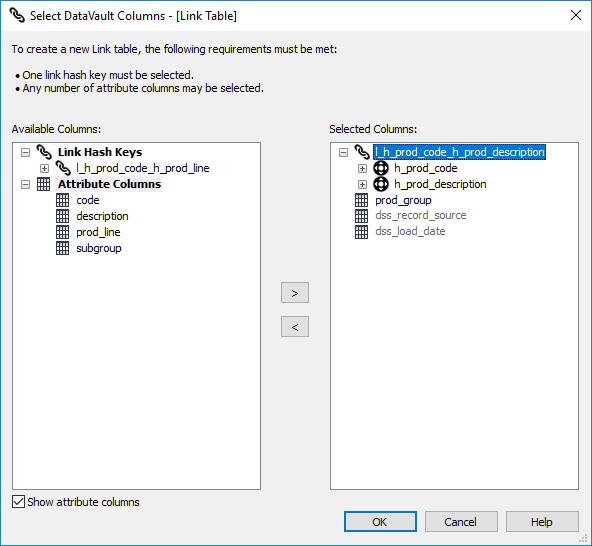 Select DataVault Columns - [Link Table]
To create a new Link table, the following requirements must be met:
• One link hash key must be selected.
• Any number of attribute columns may be selected.
Available Columns:
Link Hash Keys
l_h_prod_code_h_prod_line
Attribute Columns
code
description
prod_line
subgroup
>
<
Selected Columns:
l_h_prod_code_h_prod_description
h_prod_code
h_prod_description
prod_group
dss_record_source
dss_load_date
Show attribute columns
OK
Cancel
Help